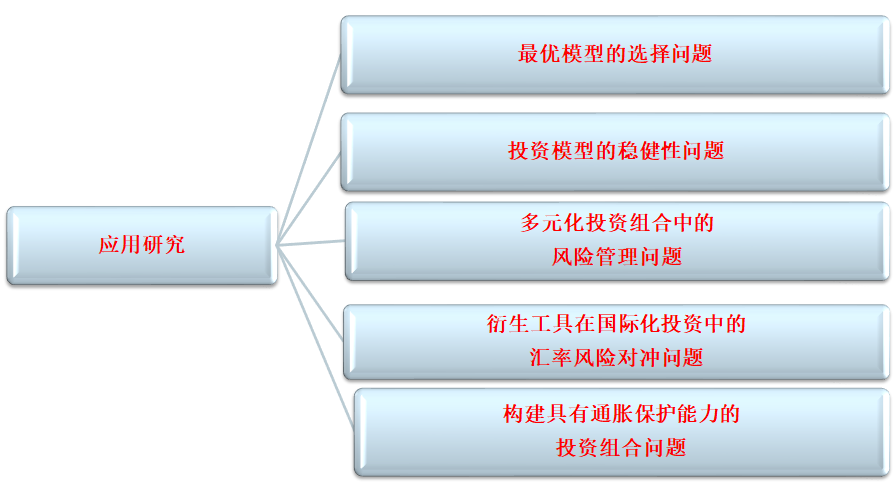 最优模型的选择问题
投资模型的稳健性问题
应用研究
多元化投资组合中的
风险管理问题
衍生工具在国际化投资中的
汇率风险对冲问题
构建具有通胀保护能力的
投资组合问题